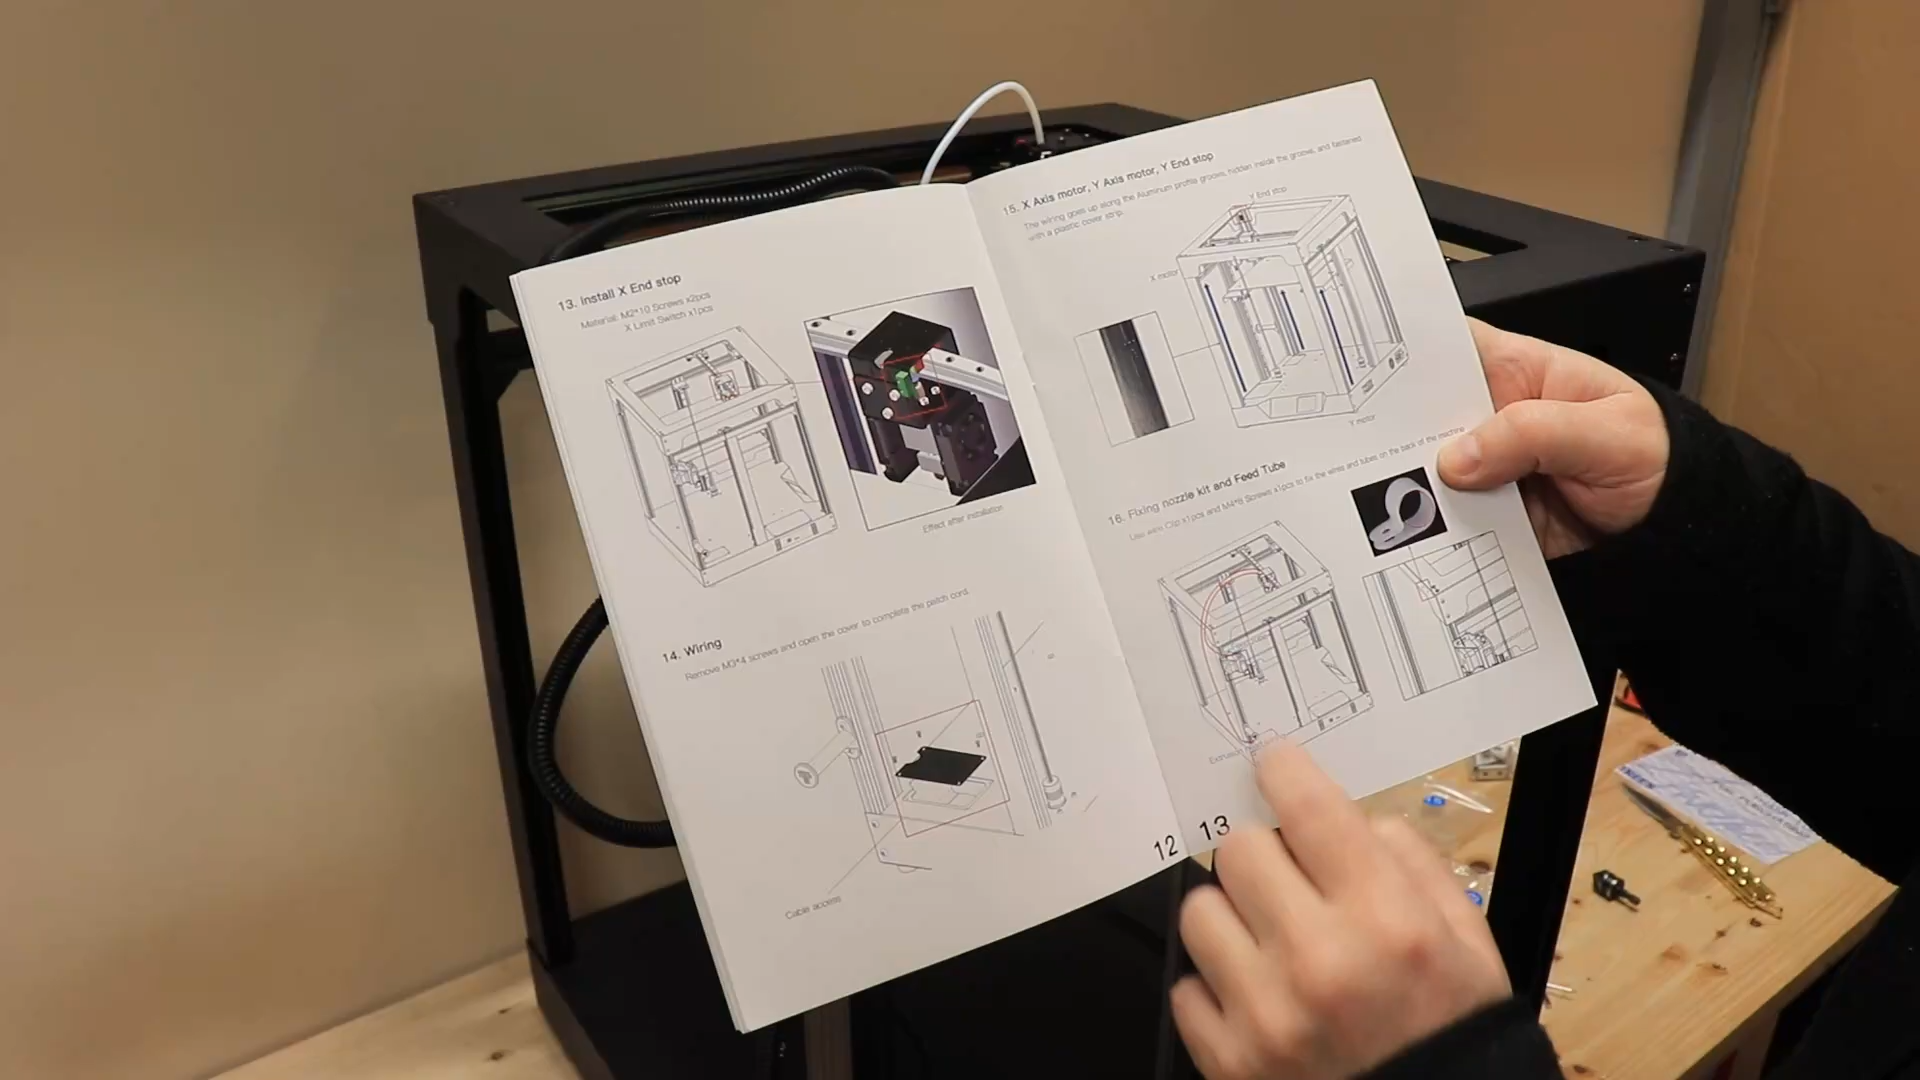 13. Install X End stop
Material: M2*10 Screws x2pcs
X Limit Switch x1pcs
Effect after installation
14. Wiring
Remove M3*4 screws and open the cover to complete the patch cord.
Cable access
12
15. X Axis motor, Y Axis motor, Y End stop
The wiring goes up along the Aluminum profile groove, hidden inside the groove, and fastened
with a plastic cover strip.
Y End stop
X motor
Y motor
16. Fixing nozzle kit and Feed Tube
Use wire Clip x1pcs and M4*8 Screws x1pcs to fix the wires and tubes on the back of the machine
Extrusion
13